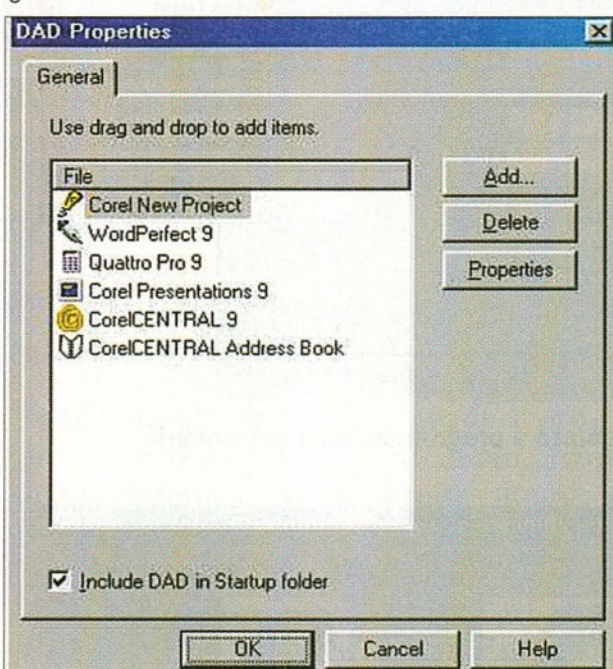 DAD Properties
General
Use drag and drop to add items.
File
Corel New Project
WordPerfect 9
Quattro Pro 9
Corel Presentations 9
CorelCENTRAL 9
CorelCENTRAL Address Book
Add...
Delete
Properties
Include DAD in Startup folder
OK
Cancel
Help